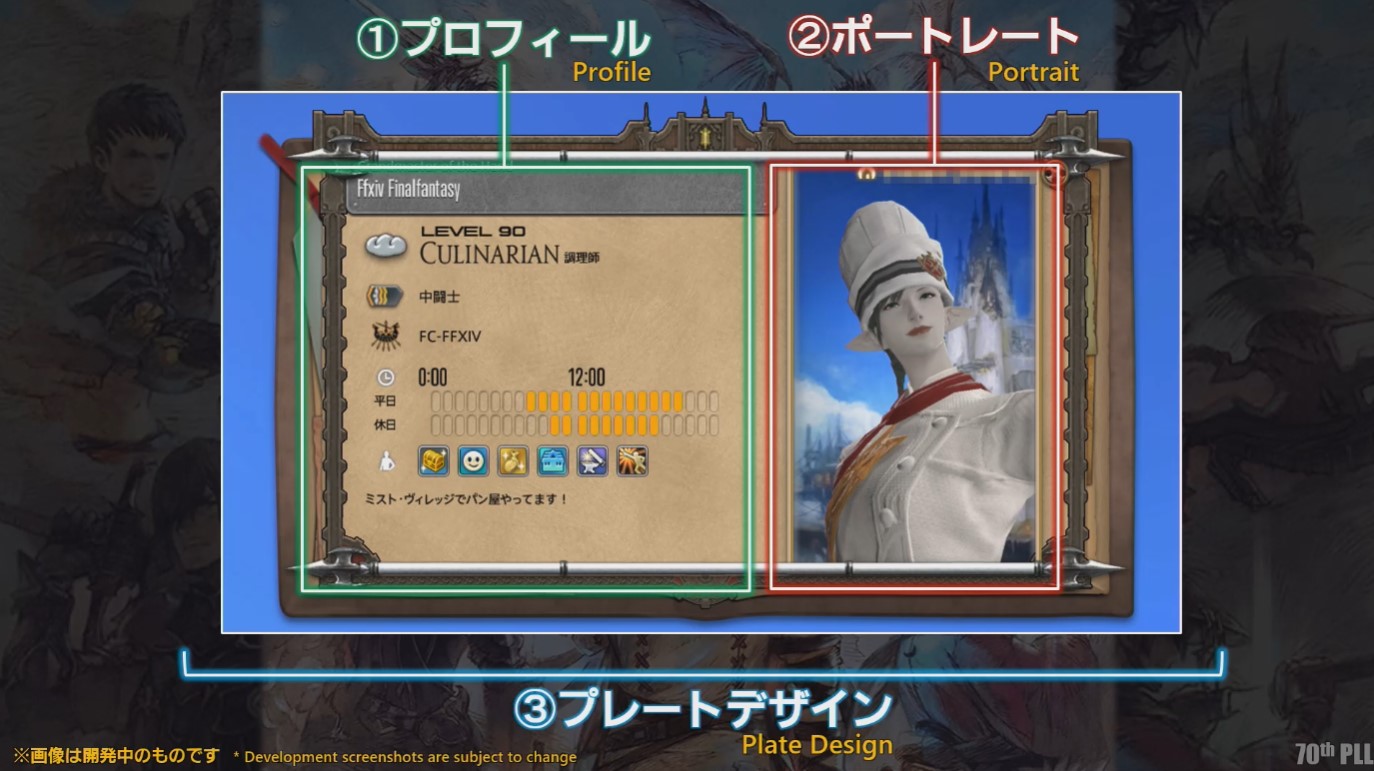 ①プロフィール
Profile
②ポートレート
Portrait
Ffxiv Finalfantasy
LEVEL 90
CULINARIAN 調理師
中闘士
FC-FFXIV
0:00 12:00
平日
休日
ミスト・ヴィレッジでパン屋やってます！
③プレートデザイン
Plate Design
※画像は開発中のものです * Development screenshots are subject to change
70th PLL